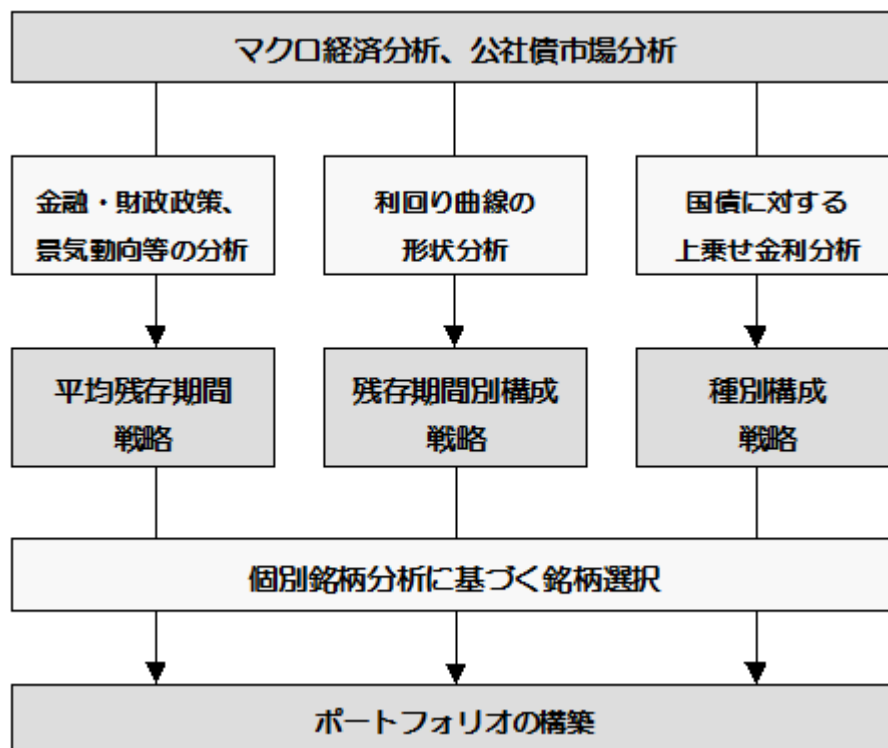 マクロ経済分析、公社債市場分析
金融・財政政策、
景気動向等の分析
利回り曲線の
形状分析
国債に対する
上乗せ金利分析
平均残存期間
戦略
残存期間別構成
戦略
種別構成
戦略
個別銘柄分析に基づく銘柄選択
ポートフォリオの構築